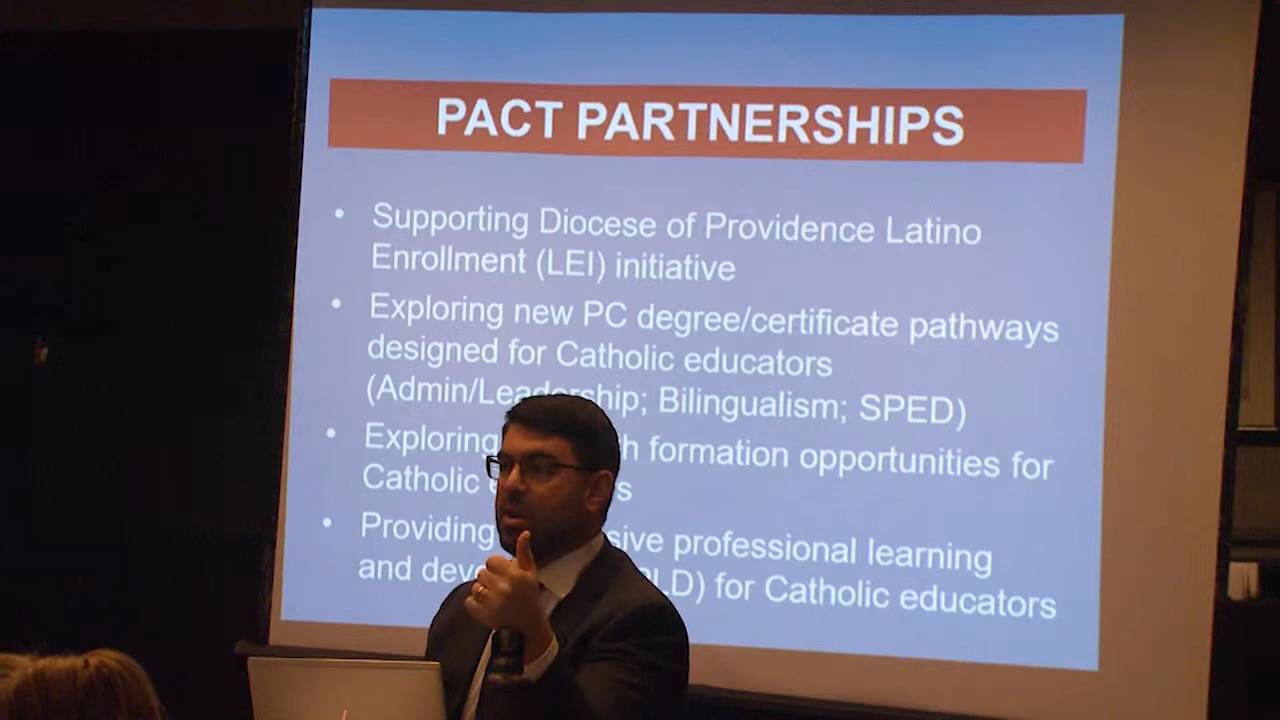 PACT PARTNERSHIPS
• Supporting Diocese of Providence Latino
Enrollment (LEI) initiative
• Exploring new PC degree/certificate pathways
designed for Catholic educators
(Admin/Leadership; Bilingualism; SPED)
• Exploring formation opportunities for
Catholic
• Providing professional learning
and for Catholic educators